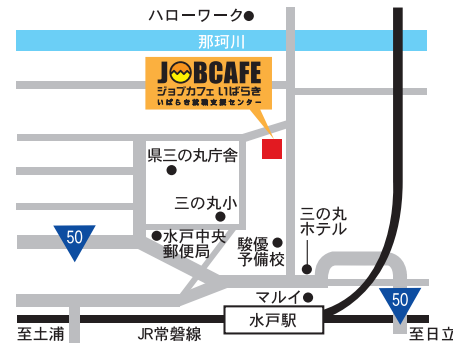 ハローワーク
那珂川
JOBCAFE
ジョブカフェいばらき
いばらき就職支援センター
県三の丸庁舎
三の丸小
三の丸
ホテル
50
水戸中央
郵便局
駿優
予備校
マルイ
50
水戸駅
至土浦
JR常磐線
至日立